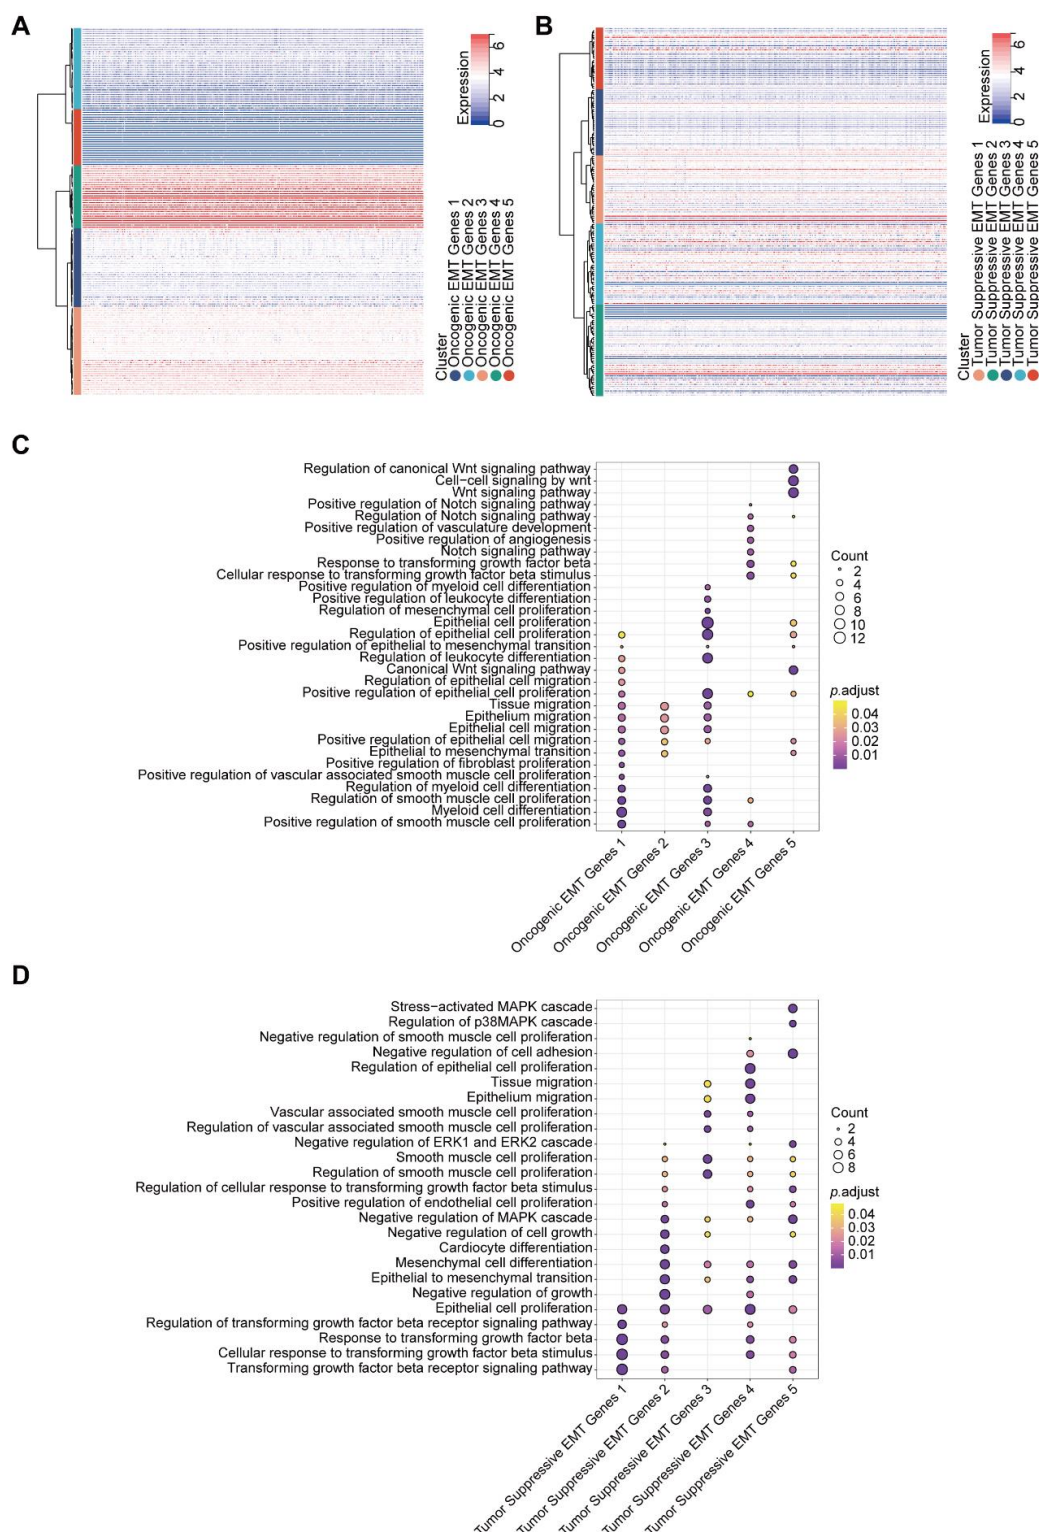 A
Expression
6
4
2
0
Cluster
Oncogenic EMT Genes 1
Oncogenic EMT Genes 2
Oncogenic EMT Genes 3
Oncogenic EMT Genes 4
Oncogenic EMT Genes 5
B
Expression
6
4
2
0
Cluster
Tumor Suppressive EMT Genes 1
Tumor Suppressive EMT Genes 2
Tumor Suppressive EMT Genes 3
Tumor Suppressive EMT Genes 4
Tumor Suppressive EMT Genes 5
C
Regulation of canonical Wnt signaling pathway
Cell−cell signaling by wnt
Wnt signaling pathway
Positive regulation of Notch signaling pathway
Regulation of Notch signaling pathway
Positive regulation of vasculature development
Positive regulation of angiogenesis
Notch signaling pathway
Response to transforming growth factor beta
Cellular response to transforming growth factor beta stimulus
Positive regulation of myeloid cell differentiation
Positive regulation of leukocyte differentiation
Regulation of mesenchymal cell proliferation
Epithelial cell proliferation
Regulation of epithelial cell proliferation
Positive regulation of epithelial to mesenchymal transition
Regulation of leukocyte differentiation
Canonical Wnt signaling pathway
Regulation of epithelial cell migration
Positive regulation of epithelial cell proliferation
Tissue migration
Epithelium migration
Epithelial cell migration
Positive regulation of epithelial cell migration
Epithelial to mesenchymal transition
Positive regulation of fibroblast proliferation
Positive regulation of vascular associated smooth muscle cell proliferation
Regulation of myeloid cell differentiation
Regulation of smooth muscle cell proliferation
Myeloid cell differentiation
Positive regulation of smooth muscle cell proliferation
Oncogenic EMT Genes 1
Oncogenic EMT Genes 2
Oncogenic EMT Genes 3
Oncogenic EMT Genes 4
Oncogenic EMT Genes 5
Count
2
4
6
8
10
12
p.adjust
0.04
0.03
0.02
0.01
D
Stress−activated MAPK cascade
Regulation of p38MAPK cascade
Negative regulation of smooth muscle cell proliferation
Negative regulation of cell adhesion
Regulation of epithelial cell proliferation
Tissue migration
Epithelium migration
Vascular associated smooth muscle cell proliferation
Regulation of vascular associated smooth muscle cell proliferation
Negative regulation of ERK1 and ERK2 cascade
Smooth muscle cell proliferation
Regulation of smooth muscle cell proliferation
Regulation of cellular response to transforming growth factor beta stimulus
Positive regulation of endothelial cell proliferation
Negative regulation of MAPK cascade
Negative regulation of cell growth
Cardiocyte differentiation
Mesenchymal cell differentiation
Epithelial to mesenchymal transition
Negative regulation of growth
Epithelial cell proliferation
Regulation of transforming growth factor beta receptor signaling pathway
Response to transforming growth factor beta
Cellular response to transforming growth factor beta stimulus
Transforming growth factor beta receptor signaling pathway
Tumor Suppressive EMT Genes 1
Tumor Suppressive EMT Genes 2
Tumor Suppressive EMT Genes 3
Tumor Suppressive EMT Genes 4
Tumor Suppressive EMT Genes 5
Count
2
4
6
8
p.adjust
0.04
0.03
0.02
0.01